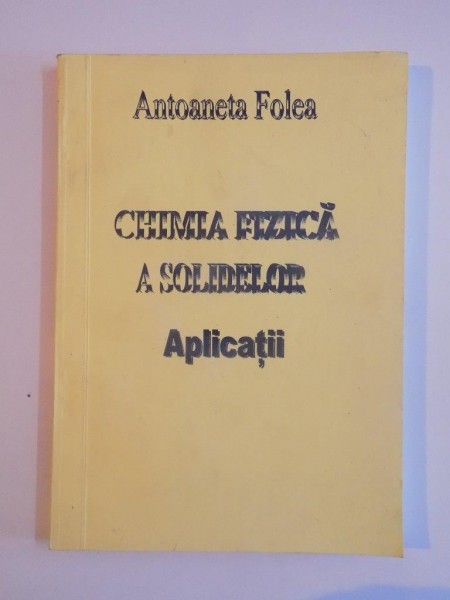 Antoaneta Folea
CHIMIA FIZICĂ
A SOLIDELOR
Aplicații